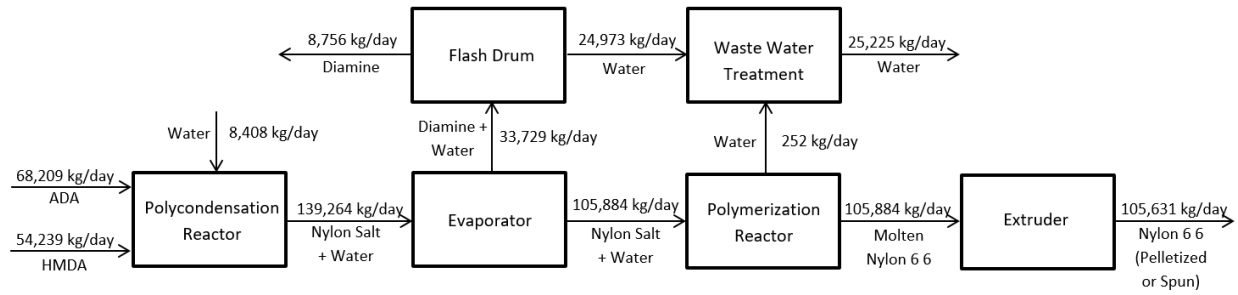 8,756 kg/day
Diamine
Flash Drum
24,973 kg/day
Water
Waste Water
Treatment
25,225 kg/day
Water
Water
8,408 kg/day
Diamine +
Water
33,729 kg/day
Water
252 kg/day
68,209 kg/day
ADA
54,239 kg/day
HMDA
Polycondensation
Reactor
139,264 kg/day
Nylon Salt
+ Water
Evaporator
105,884 kg/day
Nylon Salt
+ Water
Polymerization
Reactor
105,884 kg/day
Molten
Nylon 6 6
Extruder
105,631 kg/day
Nylon 6 6
(Pelletized
or Spun)